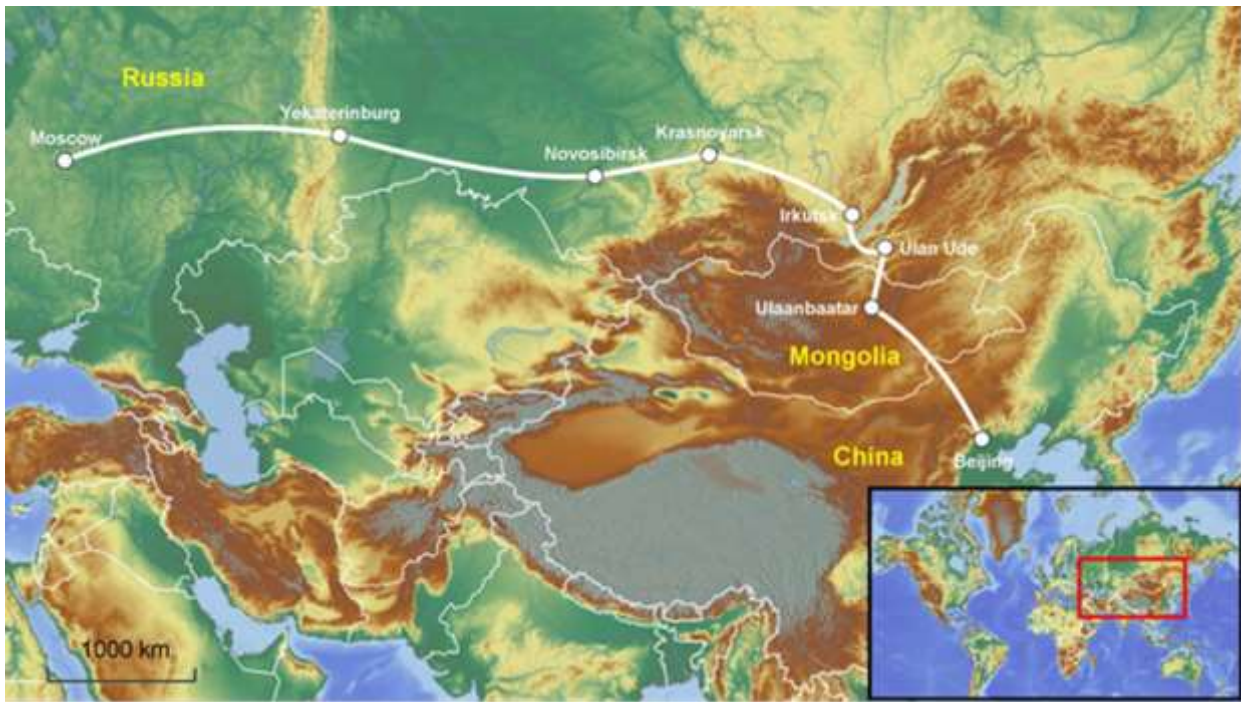 Russia
Yekaterinburg
Moscow
Krasnoyarsk
Novosibirsk
Irkutsk
Ulan Ude
Ulaanbaatar
Mongolia
China
Beijing
1000 km.